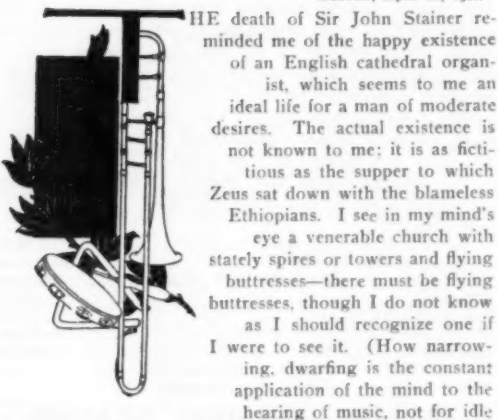 THE death of Sir John Stainer re-
minded me of the happy existence
of an English cathedral organ-
ist, which seems to me an
ideal life for a man of moderate
desires. The actual existence is
not known to me; it is as ficti-
tious as the supper to which
Zeus sat down with the blameless
Ethiopians. I see in my mind's
eye a venerable church with
stately spires or towers and flying
buttresses—there must be flying
buttresses, though I do not know
as I should recognize one if
I were to see it. (How narrow-
ing, dwarfing is the constant
application of the mind to the
hearing of music, not for idle